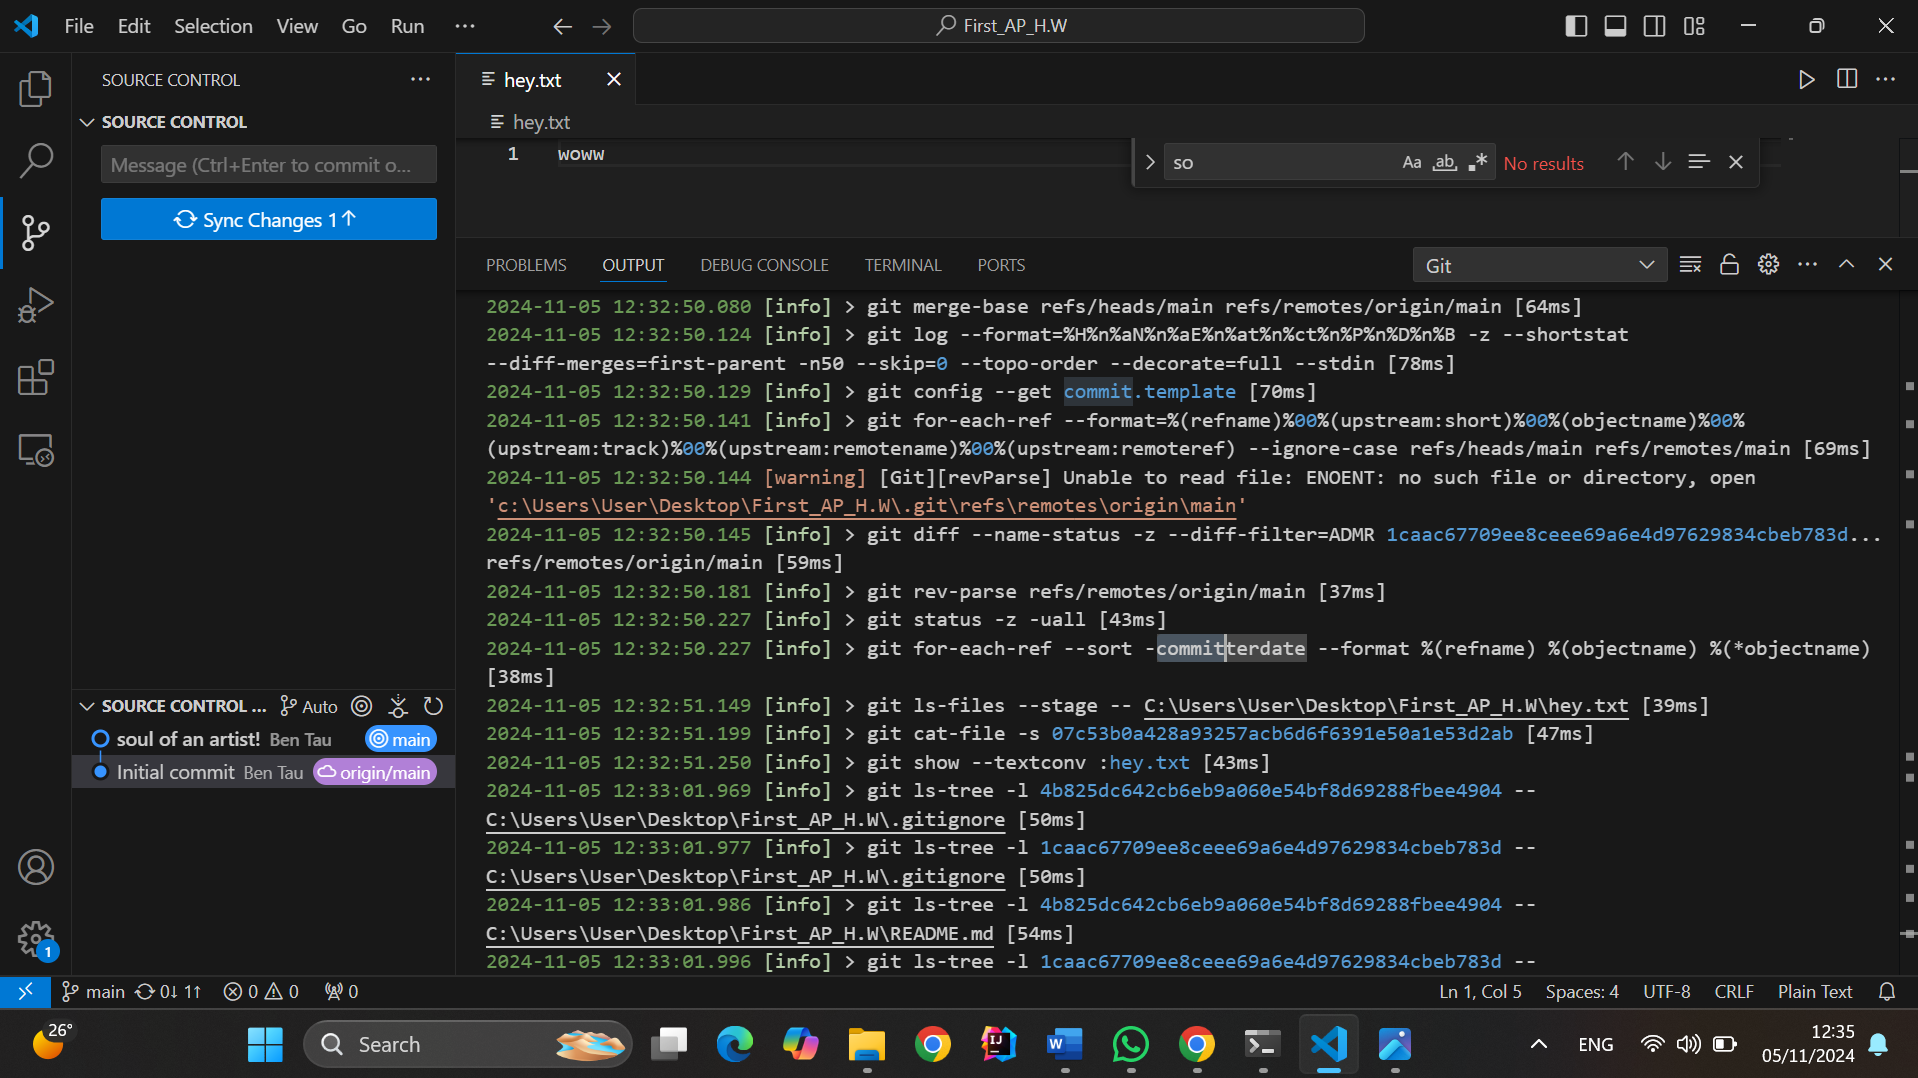 File Edit Selection View Go Run ··· First_AP_H.W
SOURCE CONTROL
SOURCE CONTROL
Message (Ctrl+Enter to commit o...
Sync Changes 1↑
hey.txt
hey.txt
1 woww
so Aa ab .* No results
PROBLEMS OUTPUT DEBUG CONSOLE TERMINAL PORTS Git
2024-11-05 12:32:50.080 [info] > git merge-base refs/heads/main refs/remotes/origin/main [64ms]
2024-11-05 12:32:50.124 [info] > git log --format=%H%n%aN%n%aE%n%at%n%ct%n%P%n%D%n%B -z --shortstat
--diff-merges=first-parent -n50 --skip=0 --topo-order --decorate=full --stdin [78ms]
2024-11-05 12:32:50.129 [info] > git config --get commit.template [70ms]
2024-11-05 12:32:50.141 [info] > git for-each-ref --format=%(refname)%00%(upstream:short)%00%(objectname)%00%
(upstream:track)%00%(upstream:remotename)%00%(upstream:remoteref) --ignore-case refs/heads/main refs/remotes/main [69ms]
2024-11-05 12:32:50.144 [warning] [Git][revParse] Unable to read file: ENOENT: no such file or directory, open
'c:\Users\User\Desktop\First_AP_H.W\.git\refs\remotes\origin\main'
2024-11-05 12:32:50.145 [info] > git diff --name-status -z --diff-filter=ADMR 1caac67709ee8ceee69a6e4d97629834cbeb783d...
refs/remotes/origin/main [59ms]
2024-11-05 12:32:50.181 [info] > git rev-parse refs/remotes/origin/main [37ms]
2024-11-05 12:32:50.227 [info] > git status -z -uall [43ms]
2024-11-05 12:32:50.227 [info] > git for-each-ref --sort -committerdate --format %(refname) %(objectname) %(*objectname)
[38ms]
2024-11-05 12:32:51.149 [info] > git ls-files --stage -- C:\Users\User\Desktop\First_AP_H.W\hey.txt [39ms]
2024-11-05 12:32:51.199 [info] > git cat-file -s 07c53b0a428a93257acb6d6f6391e50a1e53d2ab [47ms]
2024-11-05 12:32:51.250 [info] > git show --textconv :hey.txt [43ms]
2024-11-05 12:33:01.969 [info] > git ls-tree -l 4b825dc642cb6eb9a060e54bf8d69288fbee4904 --
C:\Users\User\Desktop\First_AP_H.W\.gitignore [50ms]
2024-11-05 12:33:01.977 [info] > git ls-tree -l 1caac67709ee8ceee69a6e4d97629834cbeb783d --
C:\Users\User\Desktop\First_AP_H.W\.gitignore [50ms]
2024-11-05 12:33:01.986 [info] > git ls-tree -l 4b825dc642cb6eb9a060e54bf8d69288fbee4904 --
C:\Users\User\Desktop\First_AP_H.W\README.md [54ms]
2024-11-05 12:33:01.996 [info] > git ls-tree -l 1caac67709ee8ceee69a6e4d97629834cbeb783d --
SOURCE CONTROL ... Auto
soul of an artist! Ben Tau main
Initial commit Ben Tau origin/main
1
main 0↓ 1↑ 0 0 0 Ln 1, Col 5 Spaces: 4 UTF-8 CRLF Plain Text
26° Search ENG 12:35
05/11/2024